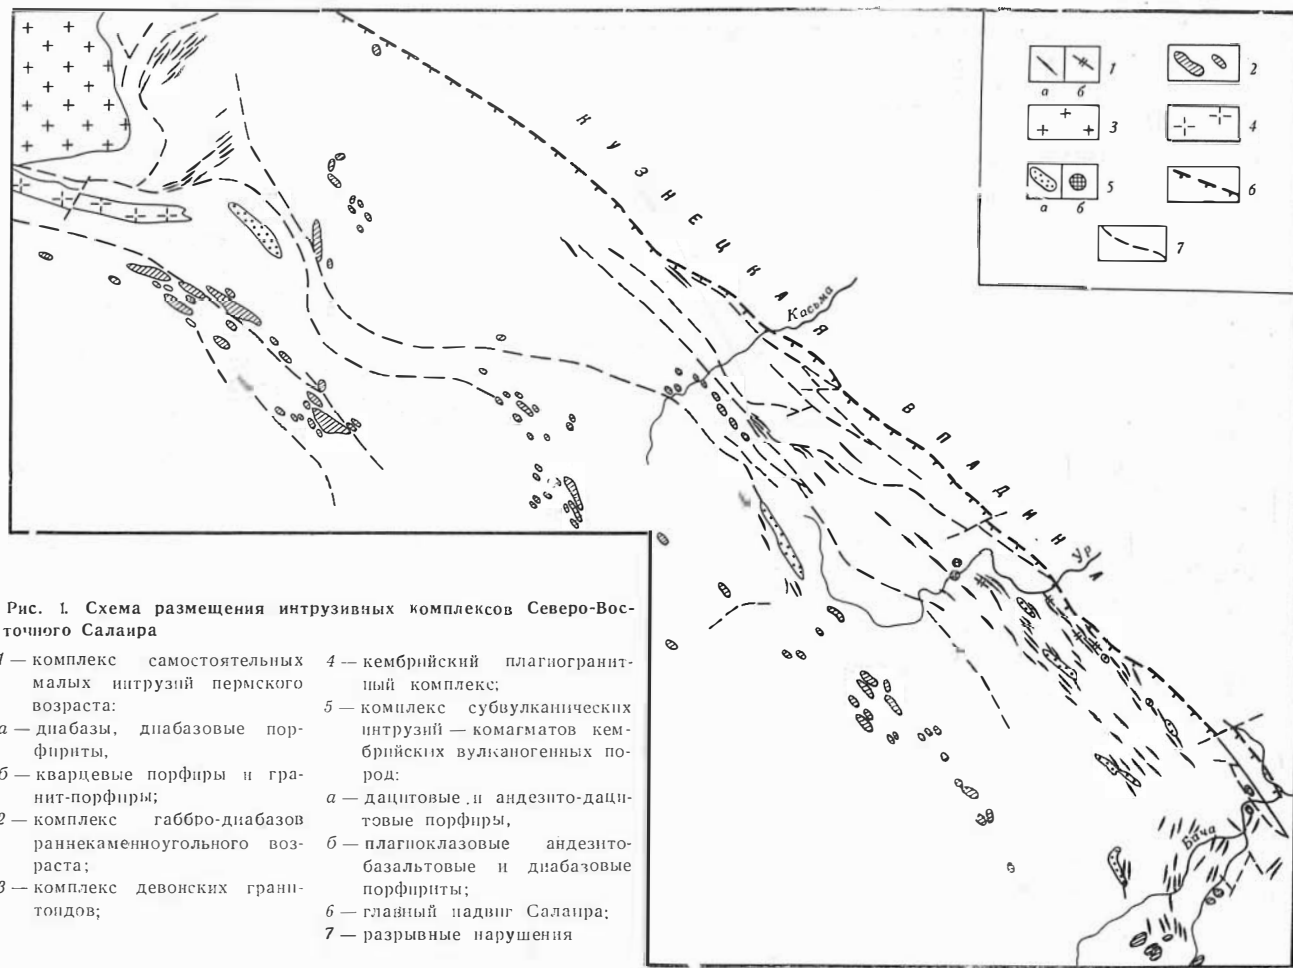 КУЗНЕЦКАЯ ВПАДИНА
1
а б
2
3
4
5
а б
6
7
Касьма
Ур
Бача
Рис. 1. Схема размещения интрузивных комплексов Северо-Вос-
точного Салаира
1 — комплекс самостоятельных
малых интрузий пермского
возраста:
а — диабазы, диабазовые пор-
фириты,
б — кварцевые порфиры и гра-
нит-порфиры;
2 — комплекс габбро-диабазов
раннекаменноугольного воз-
раста;
3 — комплекс девонских грани-
тоидов;
4 — кембрийский плагиогранит-
ный комплекс;
5 — комплекс субвулканических
интрузий — комагматов кем-
брийских вулканогенных по-
род:
а — дацитовые и андезито-даци-
товые порфиры,
б — плагиоклазовые андезито-
базальтовые и диабазовые
порфириты;
6 — главный надвиг Салаира;
7 — разрывные нарушения